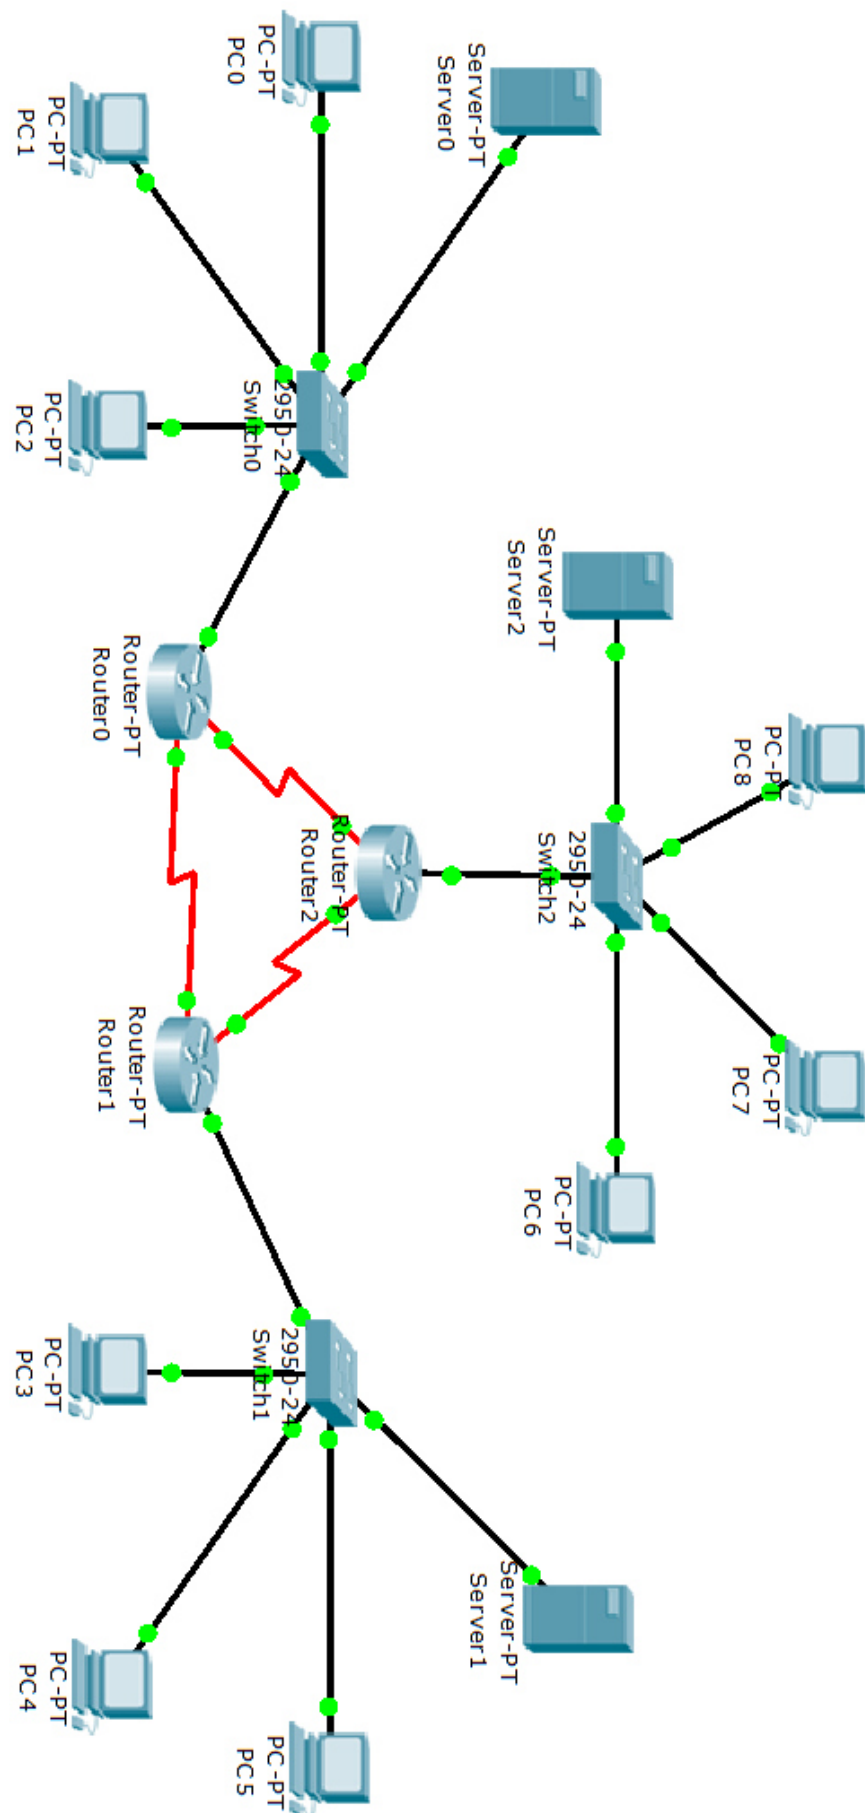 Server-PT
Server2
PC-PT
PC8
2950-24
Switch2
PC-PT
PC7
PC-PT
PC6
Server-PT
Server0
PC-PT
PC0
PC-PT
PC1
2950-24
Switch0
PC-PT
PC2
Router-PT
Router0
Router-PT
Router2
Router-PT
Router1
2950-24
Switch1
PC-PT
PC3
Server-PT
Server1
PC-PT
PC4
PC-PT
PC5